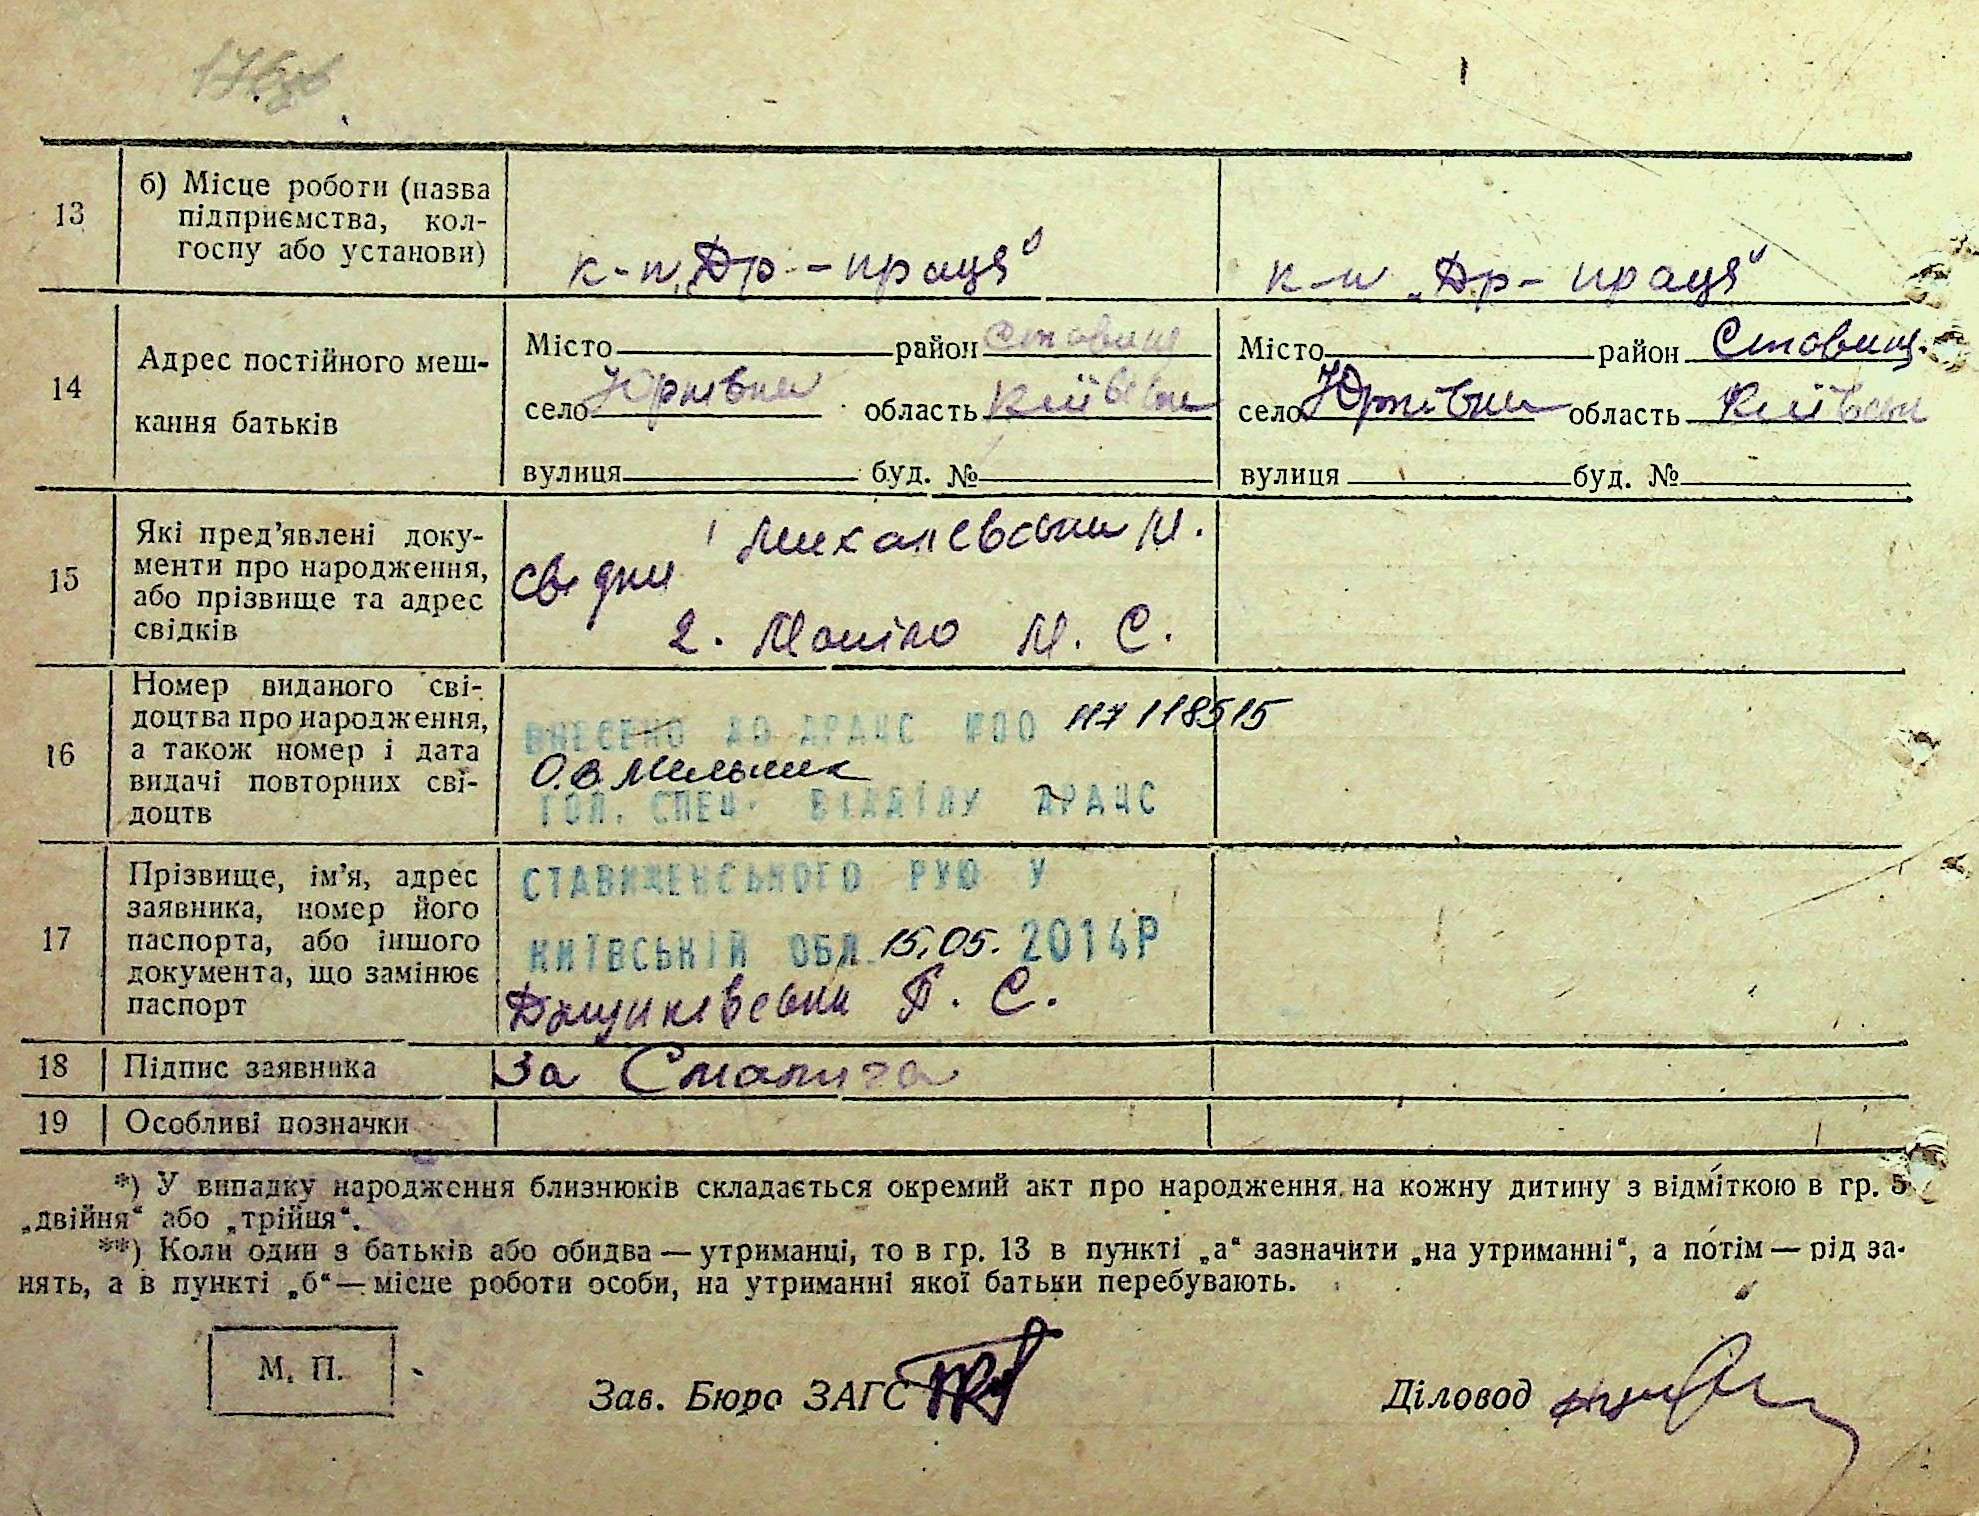 13
б) Місце роботи (назва
підприємства, кол-
госпу або установи)
к-п „Др-праця“
к-п „Др-праця“
14
Адрес постійного меш-
кання батьків
Місто район Ставищ
село Юрківка область Київськ
вулиця буд. №
Місто район Ставищ.
село Юрківка область Київськ
вулиця буд. №
15
Які пред’явлені доку-
менти про народження,
або прізвище та адрес
свідків
свідки 1 Михалевська М.
2. М. С.
16
Номер виданого сві-
доцтва про народження,
а також номер і дата
видачі повторних сві-
доцтв
ВНЕСЕНО ДО ДРАЦС 118515
О.В. Мельник
ГОЛ. СПЕЦ. ВІДДІЛУ ДРАЦС
17
Прізвище, ім’я, адрес
заявника, номер його
паспорта, або іншого
документа, що замінює
паспорт
СТАВИЩЕНСЬКОГО РУЮ У
КИЇВСЬКІЙ ОБЛ. 15.05. 2014Р
С.
18
Підпис заявника
За
19
Особливі позначки
*) У випадку народження близнюків складається окремий акт про народження на кожну дитину з відміткою в гр. 5
„двійня“ або „трійня“.
**) Коли один з батьків або обидва — утриманці, то в гр. 13 в пункті „а“ зазначити „на утриманні“, а потім — рід за-
нять, а в пункті „б“ — місце роботи особи, на утриманні якої батьки перебувають.
М. П.
Зав. Бюро ЗАГС
Діловод